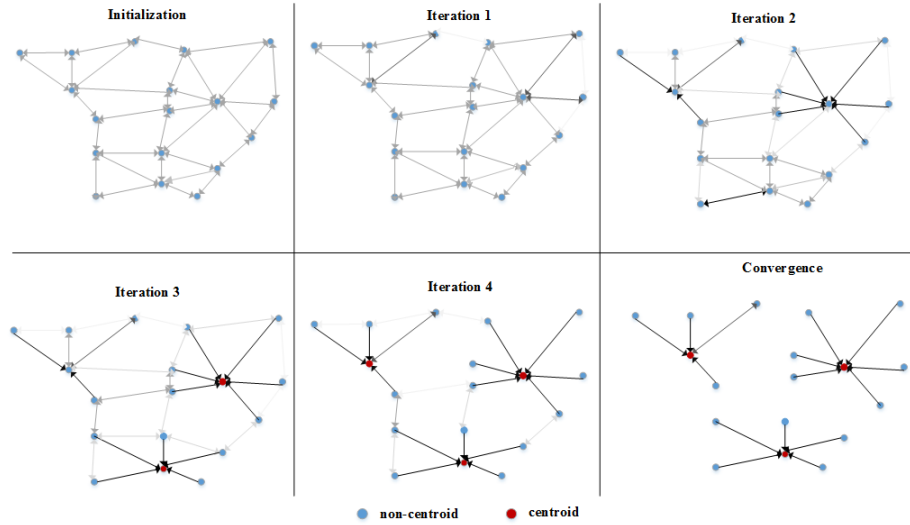 Initialization
Iteration 1
Iteration 2
Iteration 3
Iteration 4
Convergence
non-centroid
centroid